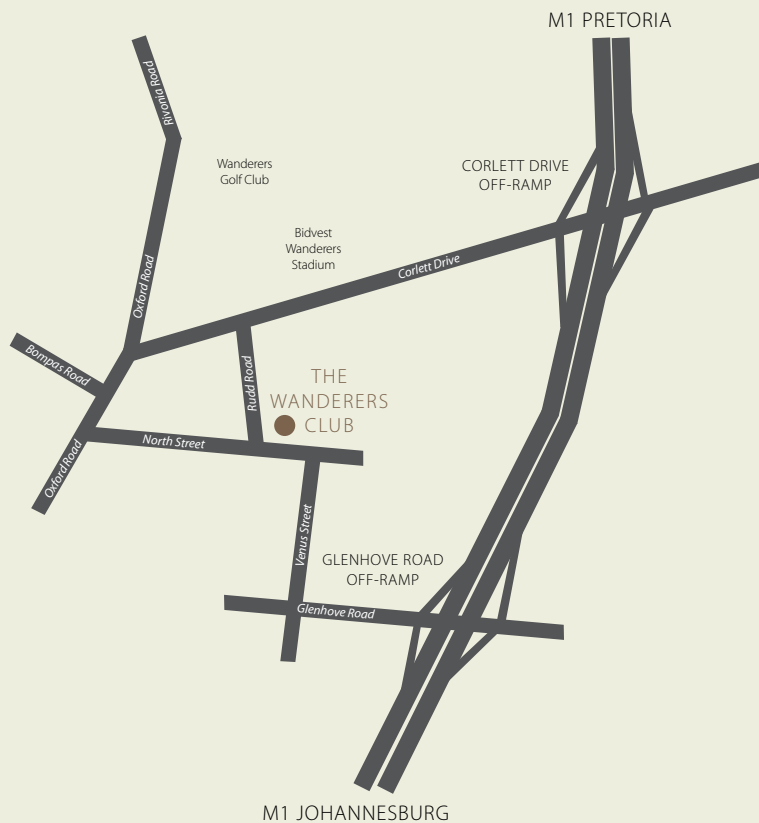 M1 PRETORIA
Rivonia Road
Wanderers
Golf Club
CORLETT DRIVE
OFF-RAMP
Bidvest
Wanderers
Stadium
Corlett Drive
Oxford Road
Bompas Road
Rudd Road
THE
WANDERERS
CLUB
North Street
Oxford Road
Venus Street
GLENHOVE ROAD
OFF-RAMP
Glenhove Road
M1 JOHANNESBURG